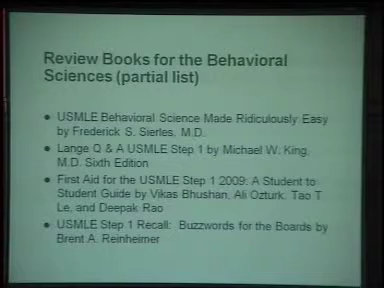 Review Books for the Behavioral
Sciences (partial list)
USMLE Behavioral Science Made Ridiculously Easy
by Frederick S. Sierles, M.D.
Lange Q & A USMLE Step 1 by Michael W. King,
M.D. Sixth Edition
First Aid for the USMLE Step 1 2009: A Student to
Student Guide by Vikas Bhushan, Ali Ozturk, Tao T
Le, and Deepak Rao
USMLE Step 1 Recall: Buzzwords for the Boards by
Brent A. Reinheimer